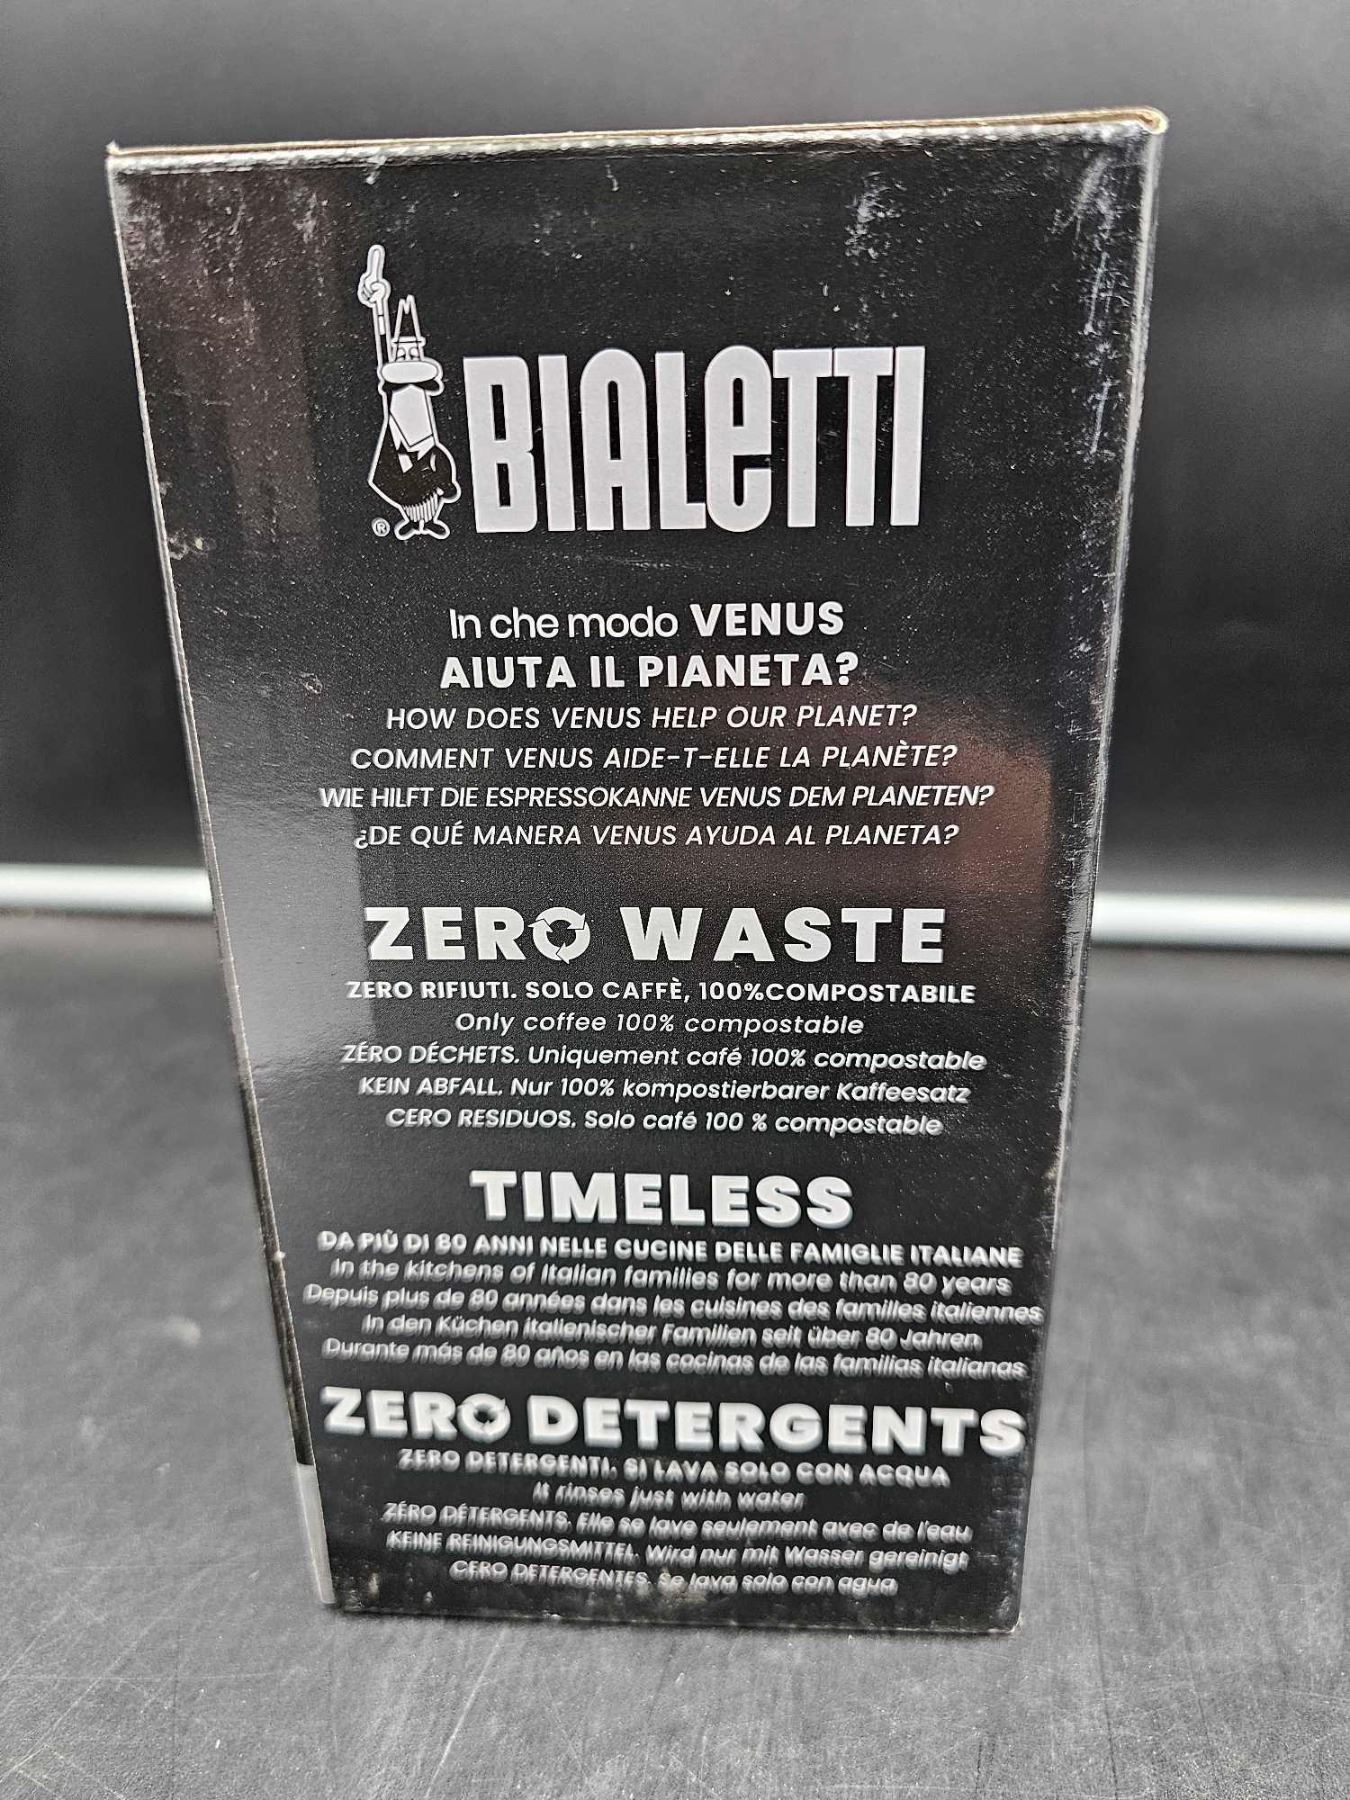 BIALETTI
®
In che modo VENUS
AIUTA IL PIANETA?
HOW DOES VENUS HELP OUR PLANET?
COMMENT VENUS AIDE-T-ELLE LA PLANÈTE?
WIE HILFT DIE ESPRESSOKANNE VENUS DEM PLANETEN?
¿DE QUÉ MANERA VENUS AYUDA AL PLANETA?
ZERO WASTE
ZERO RIFIUTI. SOLO CAFFÈ, 100%COMPOSTABILE
Only coffee 100% compostable
ZÉRO DÉCHETS. Uniquement café 100% compostable
KEIN ABFALL. Nur 100% kompostierbarer Kaffeesatz
CERO RESIDUOS. Solo café 100 % compostable
TIMELESS
DA PIÙ DI 80 ANNI NELLE CUCINE DELLE FAMIGLIE ITALIANE
In the kitchens of Italian families for more than 80 years
Depuis plus de 80 années dans les cuisines des familles italiennes
In den Küchen italienischer Familien seit über 80 Jahren
Durante más de 80 años en las cocinas de las familias italianas
ZERO DETERGENTS
ZERO DETERGENTI. SI LAVA SOLO CON ACQUA
It rinses just with water
ZÉRO DÉTERGENTS. Elle se lave seulement avec de l'eau
KEINE REINIGUNGSMITTEL. Wird nur mit Wasser gereinigt
CERO DETERGENTES. Se lava solo con agua